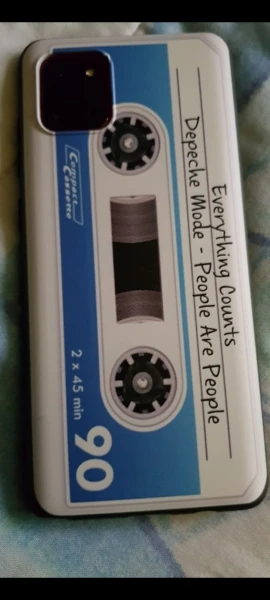 Everything Counts
Depeche Mode - People Are People
Compact
Cassette
2 x 45 min
90